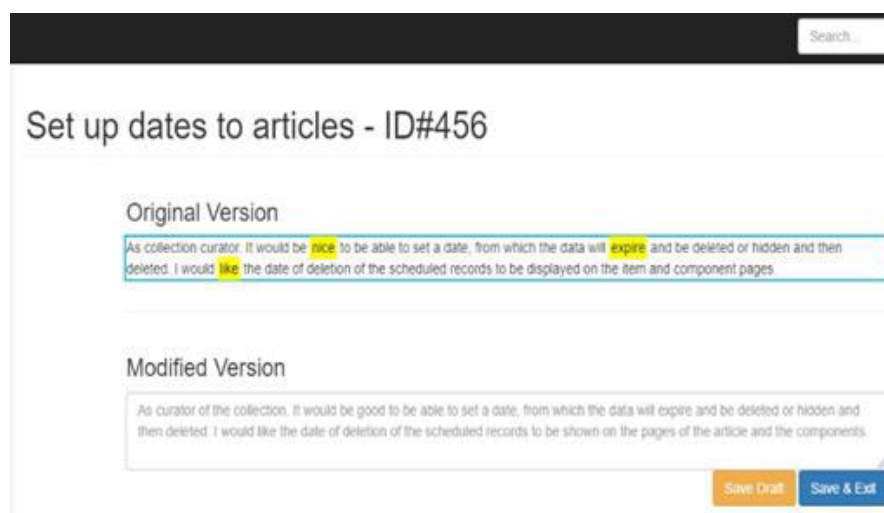 Search...
Set up dates to articles - ID#456
Original Version
As collection curator. It would be nice to be able to set a date, from which the data will expire and be deleted or hidden and then
deleted. I would like the date of deletion of the scheduled records to be displayed on the item and component pages.
Modified Version
As curator of the collection. It would be good to be able to set a date, from which the data will expire and be deleted or hidden and
then deleted. I would like the date of deletion of the scheduled records to be shown on the pages of the article and the components.
Save Draft Save & Exit